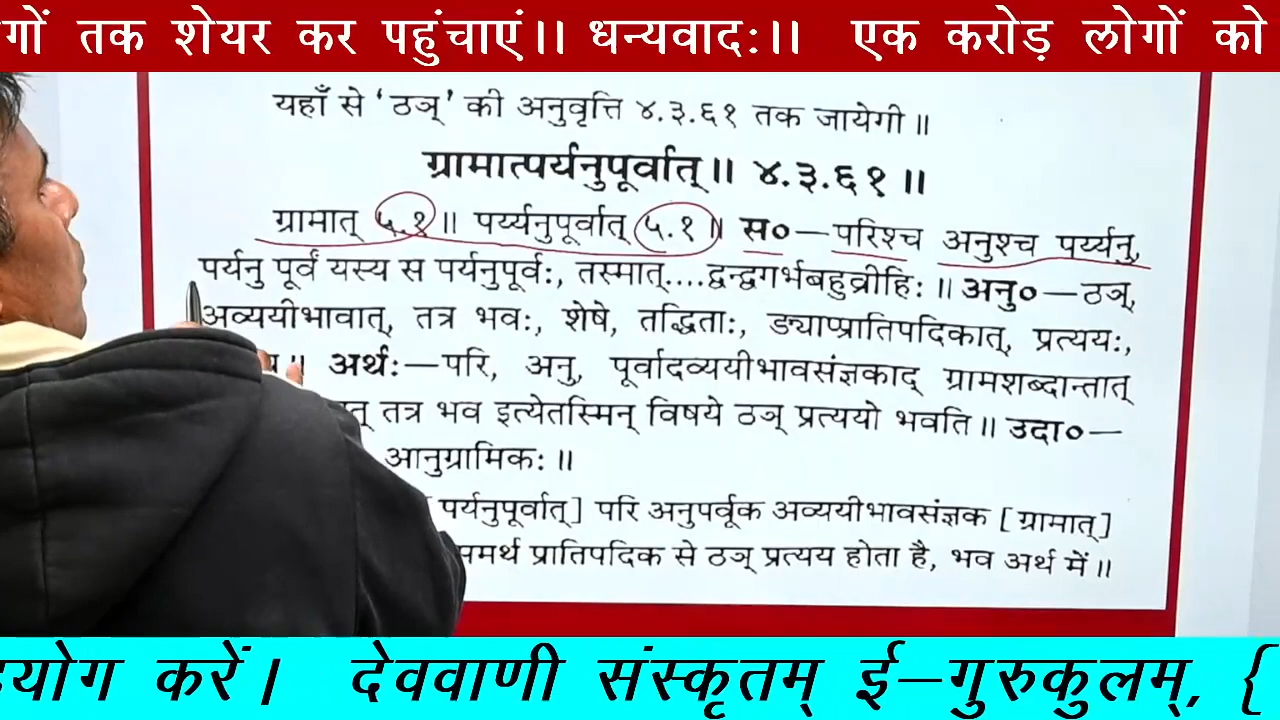 गों तक शेयर कर पहुंचाएं।। धन्यवादः।। एक करोड़ लोगों को
यहाँ से 'ठञ्' की अनुवृत्ति ४.३.६१ तक जायेगी॥
ग्रामात्पर्यनुपूर्वात्॥ ४.३.६१॥
ग्रामात् ५.१॥ पर्य्यनुपूर्वात् ५.१॥ स०—परिश्च अनुश्च पर्य्यनु,
पर्यनु पूर्वं यस्य स पर्यनुपूर्वः, तस्मात्....द्वन्द्वगर्भबहुव्रीहिः॥ अनु०—ठञ्,
अव्ययीभावात्, तत्र भवः, शेषे, तद्धिताः, ङ्याप्प्रातिपदिकात्, प्रत्ययः,
॥ अर्थः—परि, अनु, पूर्वादव्ययीभावसंज्ञकाद् ग्रामशब्दान्तात्
तत्र भव इत्येतस्मिन् विषये ठञ् प्रत्ययो भवति॥ उदा०—
आनुग्रामिकः॥
पर्यनुपूर्वात्] परि अनुपर्वूक अव्ययीभावसंज्ञक [ग्रामात्]
समर्थ प्रातिपदिक से ठञ् प्रत्यय होता है, भव अर्थ में॥
योग करें। देववाणी संस्कृतम् ई—गुरुकुलम्, {